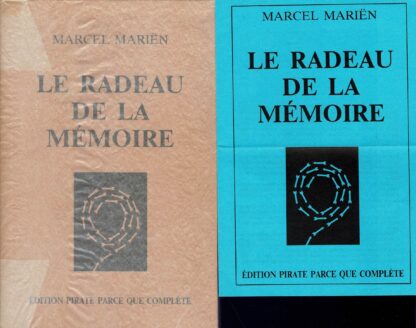 MARCEL MARIËN
LE RADEAU
DE LA
MÉMOIRE
ÉDITION PIRATE PARCE QUE COMPLÈTE
MARCEL MARIËN
LE RADEAU
DE LA
MÉMOIRE
ÉDITION PIRATE PARCE QUE COMPLÈTE